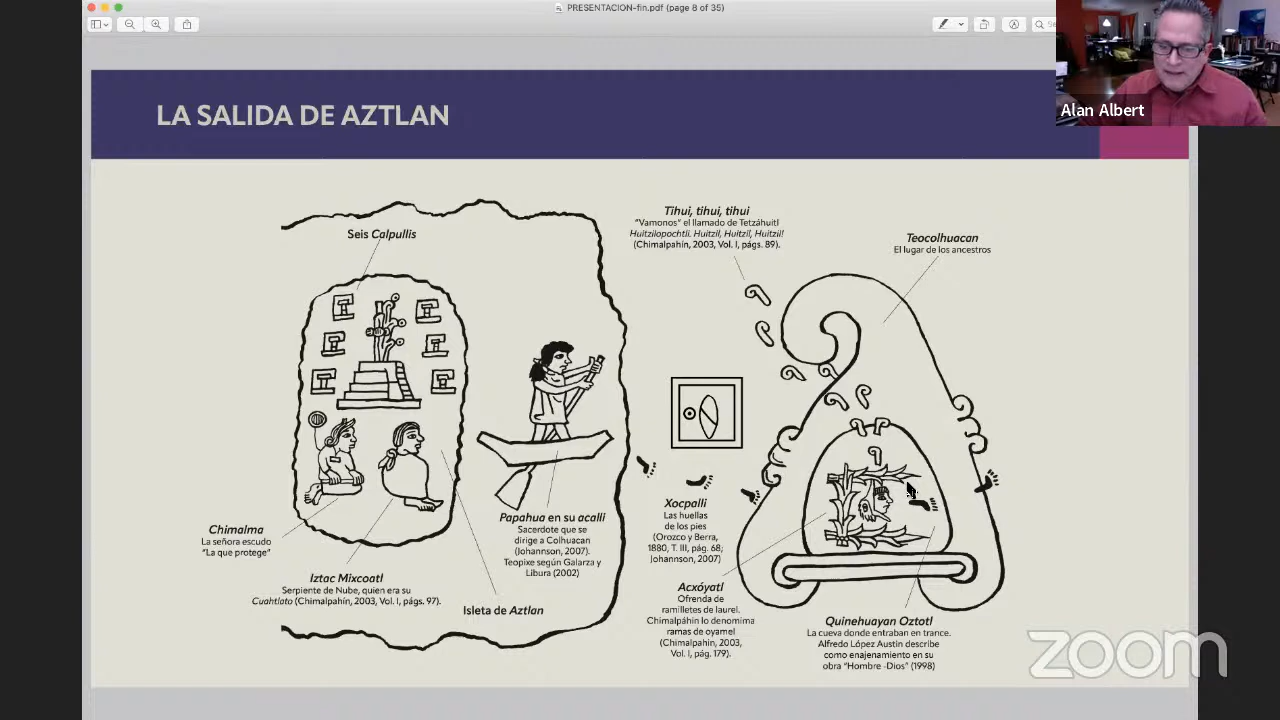 PRESENTACION-fin.pdf (page 8 of 35)
Alan Albert
LA SALIDA DE AZTLAN
Seis Calpullis
Tihui, tihui, tihui
"Vamonos" el llamado de Tetzáhuitl
Huitzilopochtli. Huitzil, Huitzil, Huitzil!
(Chimalpahin, 2003, Vol. I, págs. 89).
Teocolhuacan
El lugar de los ancestros
Chimalma
La señora escudo
"La que protege"
Iztac Mixcoatl
Serpiente de Nube, quien era su
Cuahtlato (Chimalpahín, 2003, Vol. I, págs. 97).
Isleta de Aztlan
Papahua en su acalli
Sacerdote que se
dirige a Colhuacan
(Johannson, 2007).
Teopixe según Galarza y
Libura (2002)
Xocpalli
Las huellas
de los pies
(Orozco y Berra,
1880, T. III, pág. 68;
Johannson, 2007)
Acxóyatl
Ofrenda de
ramilletes de laurel.
Chimalpáhin lo denomima
ramas de oyamel
(Chimalpahin, 2003,
Vol. I, pág. 179).
Quinehuayan Oztotl
La cueva donde entraban en trance.
Alfredo López Austin describe
como enajenamiento en su
obra "Hombre -Dios" (1998)
zoom